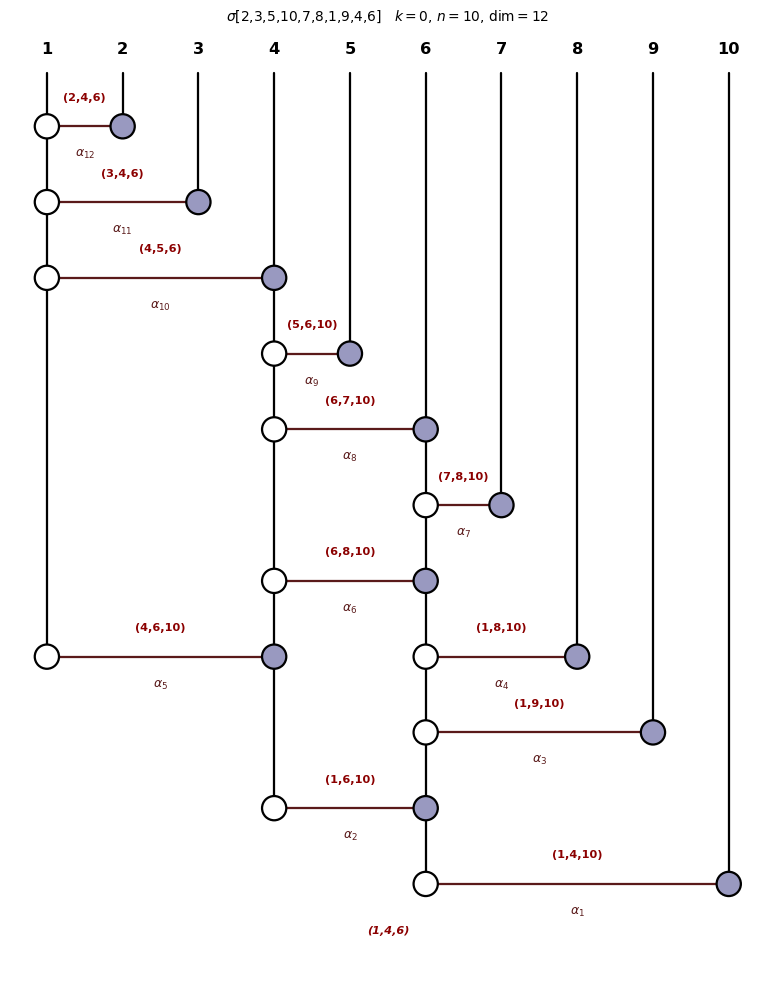 σ[2,3,5,10,7,8,1,9,4,6] k = 0, n = 10, dim = 12
1 2 3 4 5 6 7 8 9 10
(2,4,6)
α₁₂
(3,4,6)
α₁₁
(4,5,6)
α₁₀
(5,6,10)
α₉
(6,7,10)
α₈
(7,8,10)
α₇
(6,8,10)
α₆
(4,6,10) (1,8,10)
α₅ α₄
(1,9,10)
α₃
(1,6,10)
α₂
(1,4,10)
α₁
(1,4,6)